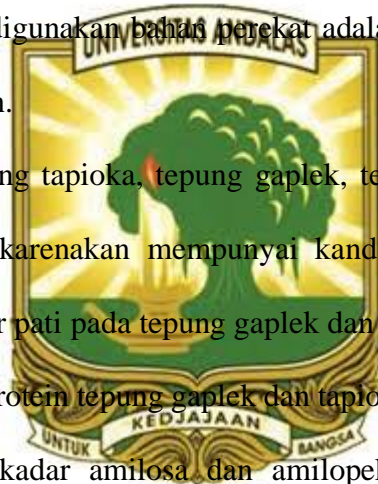 digunakan bahan perekat adala
UNIVERSITAS ANDALAS
n.
ng tapioka, tepung gaplek, te
karenakan mempunyai kand
r pati pada tepung gaplek dan
rotein tepung gaplek dan tapio
KEDJAJAAN
UNTUK BANGSA
kadar amilosa dan amilopek